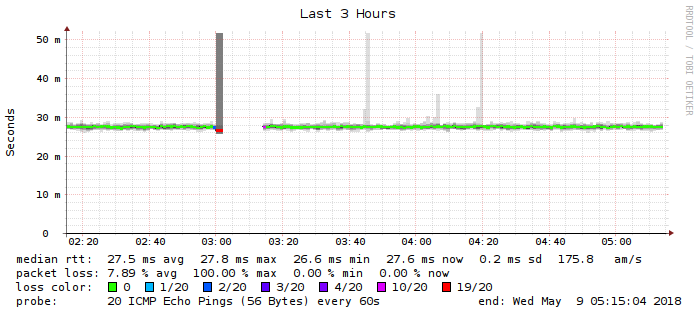 Last 3 Hours
RRDTOOL / TOBI OETIKER
Seconds
50 m
40 m
30 m
20 m
10 m
0
02:20 02:40 03:00 03:20 03:40 04:00 04:20 04:40 05:00
median rtt: 27.5 ms avg 27.8 ms max 26.6 ms min 27.6 ms now 0.2 ms sd 175.8 am/s
packet loss: 7.89 % avg 100.00 % max 0.00 % min 0.00 % now
loss color: 0 1/20 2/20 3/20 4/20 10/20 19/20
probe: 20 ICMP Echo Pings (56 Bytes) every 60s end: Wed May 9 05:15:04 2018